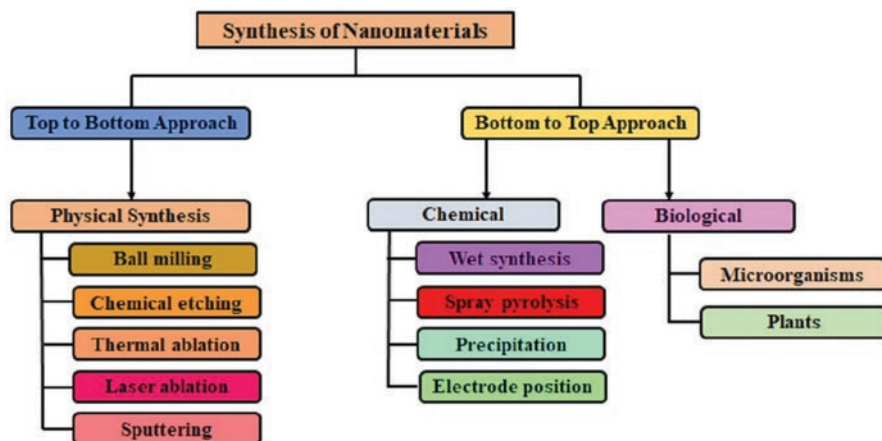 Synthesis of Nanomaterials
Top to Bottom Approach
Bottom to Top Approach
Physical Synthesis
Ball milling
Chemical etching
Thermal ablation
Laser ablation
Sputtering
Chemical
Wet synthesis
Spray pyrolysis
Precipitation
Electrode position
Biological
Microorganisms
Plants